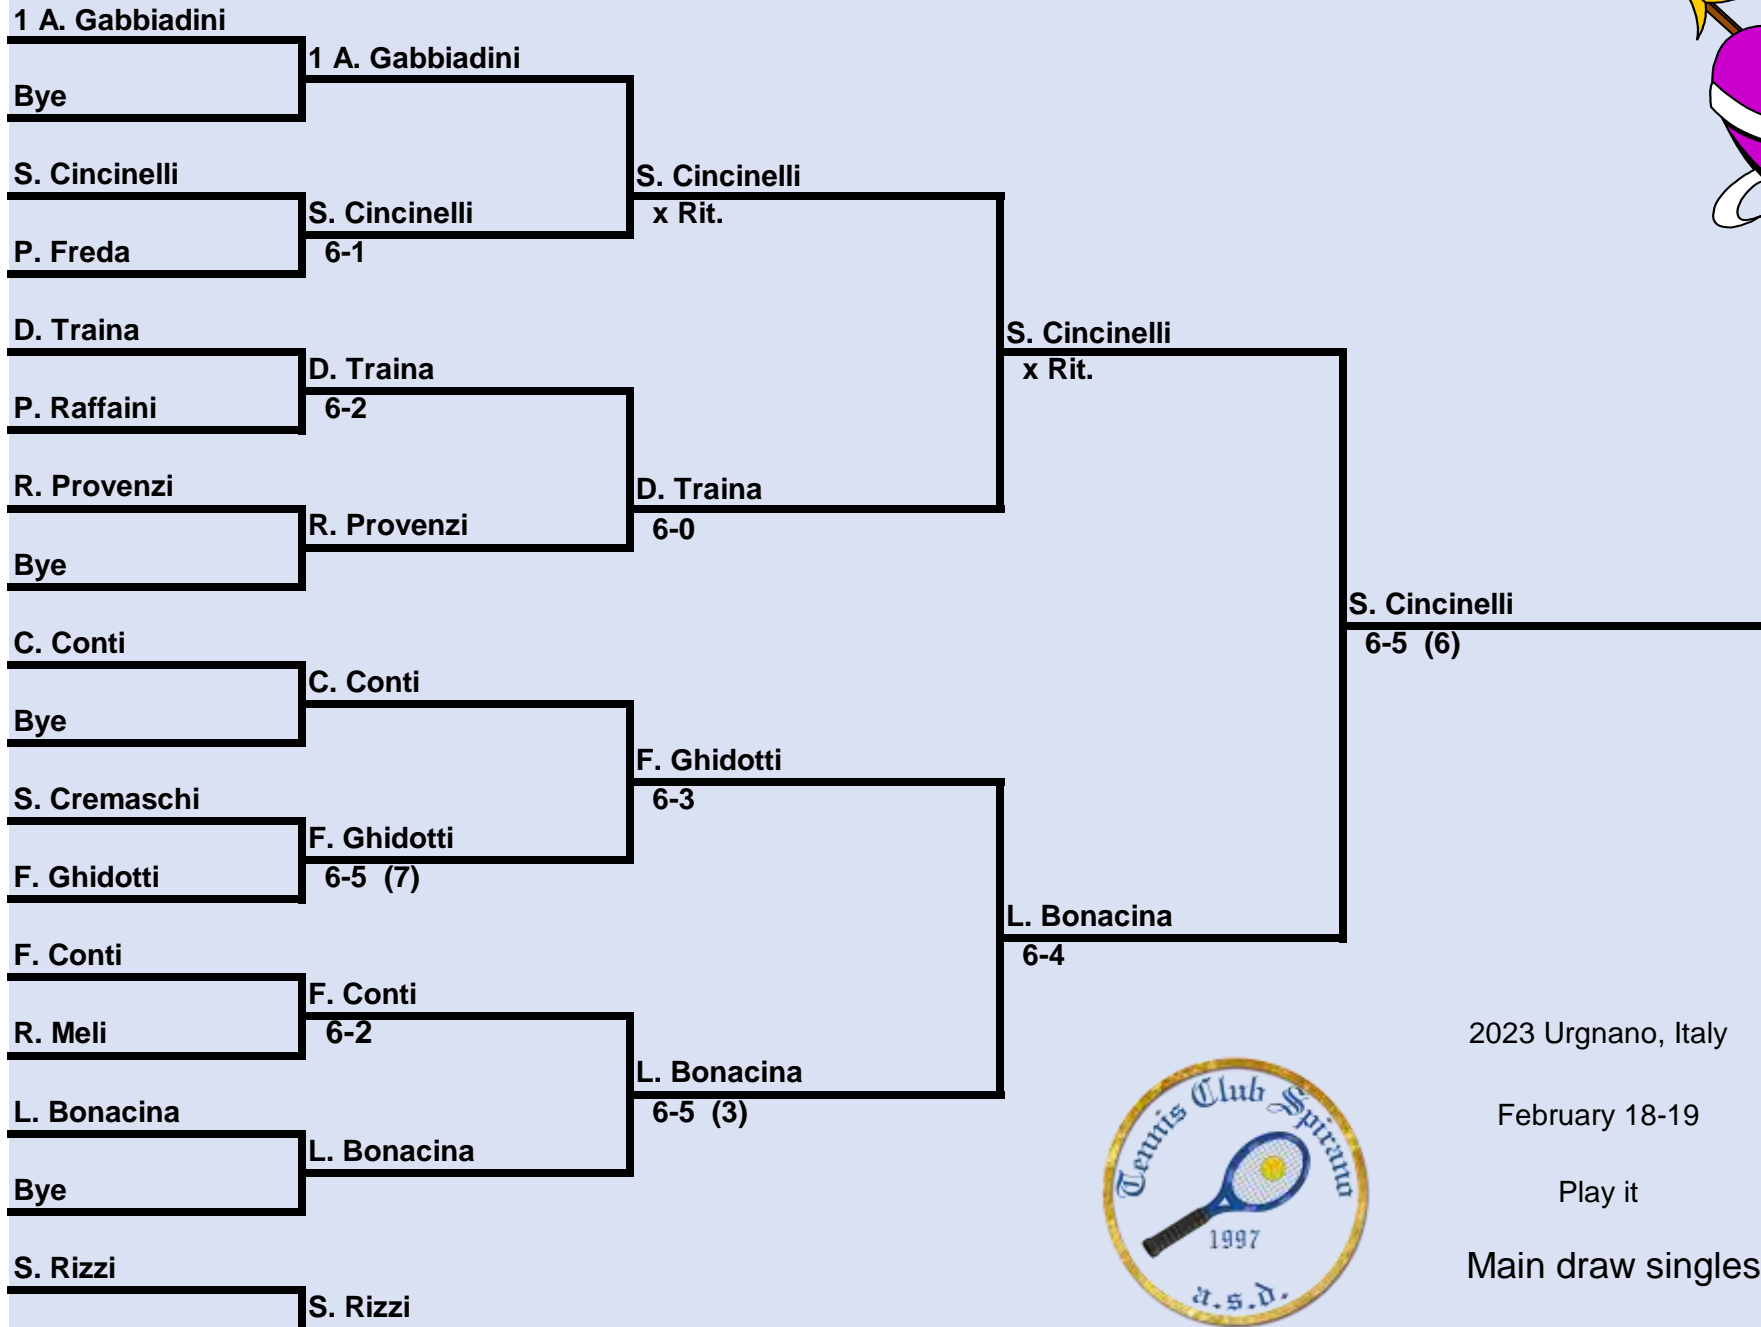 1 A. Gabbiadini
1 A. Gabbiadini
Bye
S. Cincinelli
S. Cincinelli
x Rit.
S. Cincinelli
6-1
P. Freda
D. Traina
S. Cincinelli
x Rit.
D. Traina
6-2
P. Raffaini
R. Provenzi
D. Traina
6-0
R. Provenzi
Bye
S. Cincinelli
6-5 (6)
C. Conti
C. Conti
Bye
F. Ghidotti
6-3
S. Cremaschi
F. Ghidotti
6-5 (7)
F. Ghidotti
L. Bonacina
6-4
F. Conti
F. Conti
6-2
R. Meli
L. Bonacina
6-5 (3)
L. Bonacina
L. Bonacina
Bye
S. Rizzi
S. Rizzi
Tennis Club Spirano
1997
a.s.d.
2023 Urgnano, Italy
February 18-19
Play it
Main draw singles